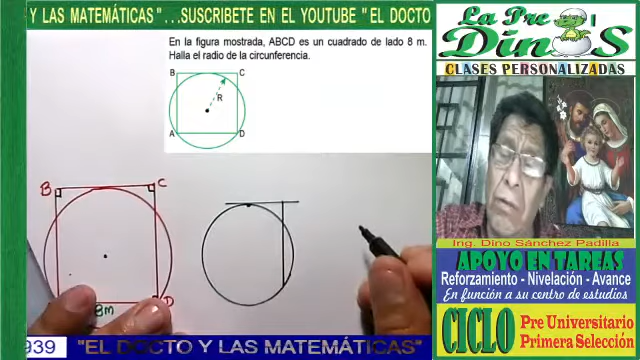 Y LAS MATEMÁTICAS"...SUSCRIBETE EN EL YOUTUBE "EL DOCTO
La Pre
DinoS
CLASES PERSONALIZADAS
En la figura mostrada, ABCD es un cuadrado de lado 8 m.
Halla el radio de la circunferencia.
B C
R
A D
B C
D
8m
Ing. Dino Sánchez Padilla
APOYO EN TAREAS
Reforzamiento - Nivelación - Avance
En función a su centro de estudios
CICLO Pre Universitario
Primera Selección
939 "EL DOCTO Y LAS MATEMÁTICAS"